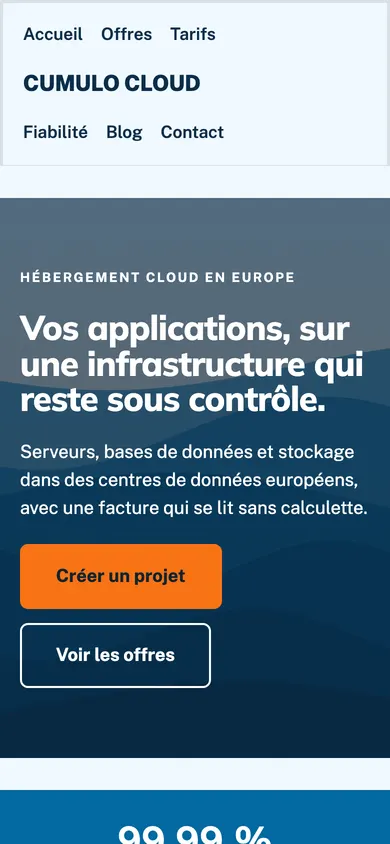 Accueil Offres Tarifs
CUMULO CLOUD
Fiabilité Blog Contact
HÉBERGEMENT CLOUD EN EUROPE
Vos applications, sur
une infrastructure qui
reste sous contrôle.
Serveurs, bases de données et stockage
dans des centres de données européens,
avec une facture qui se lit sans calculette.
Créer un projet
Voir les offres
99,99 %